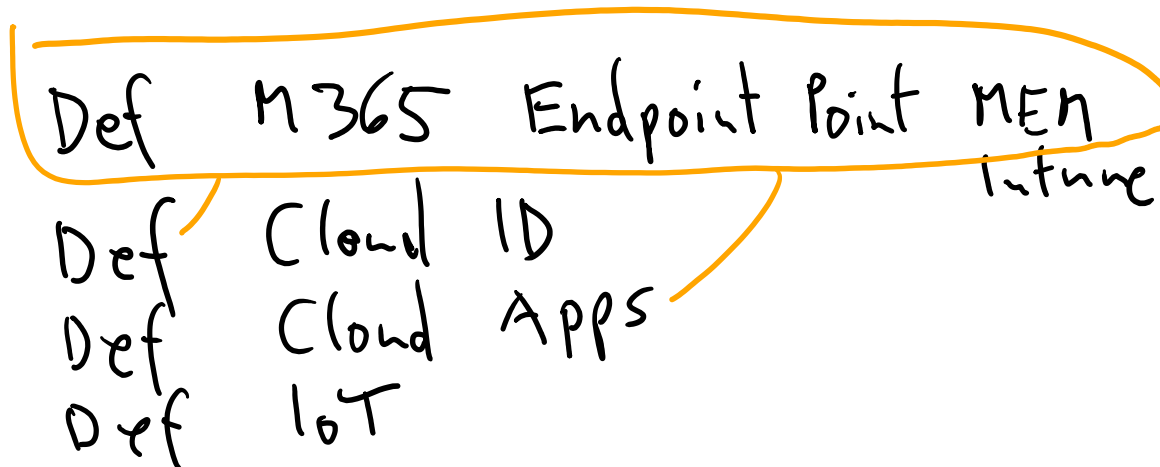 Def M365 Endpoint Point MEM
Intune
Def Cloud ID
Def Cloud Apps
Def IoT